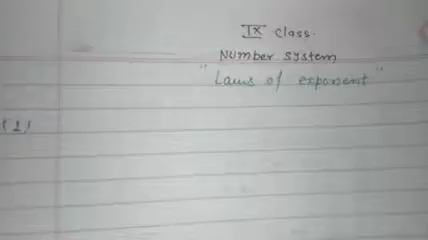 IX class.
Number system
" Laws of exponent "
(1)